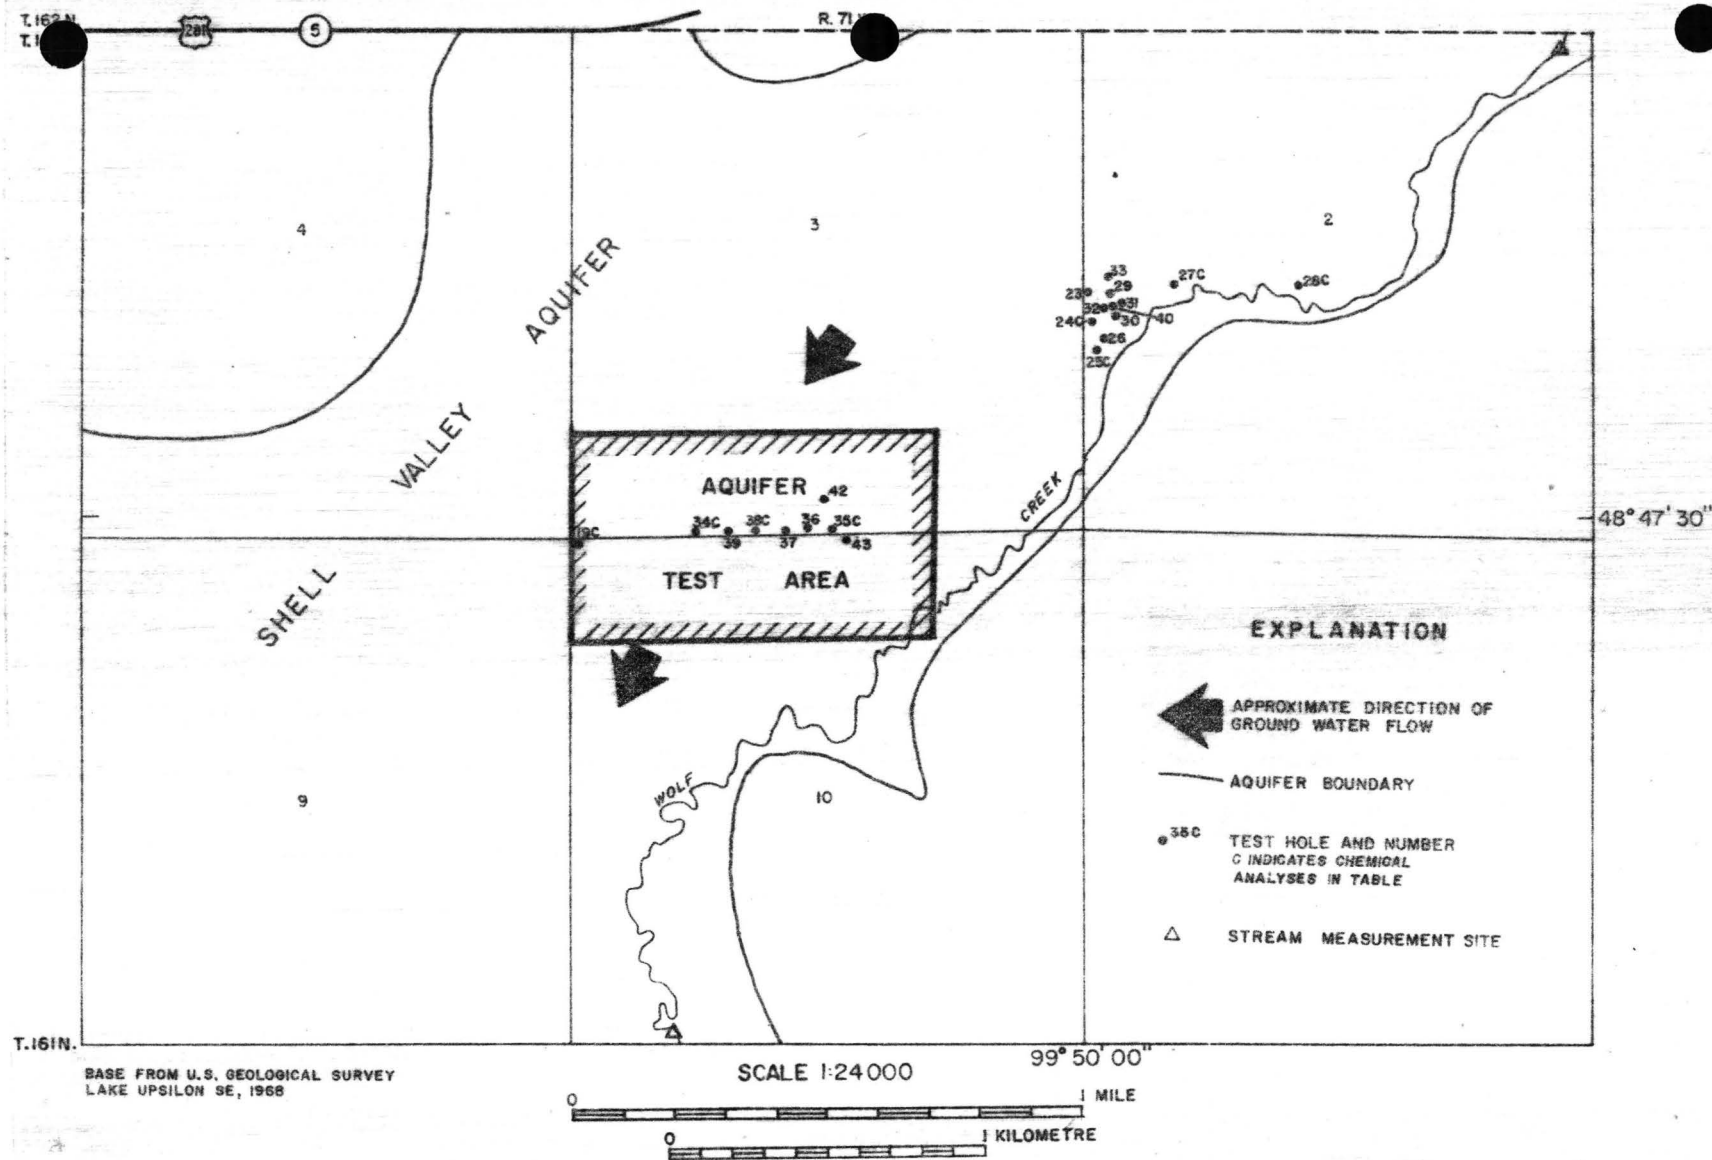 T. 162 N.
R. 71
281
5
4
3
2
AQUIFER
VALLEY
SHELL
33
27C
28C
23
29
32
31
24C
30
40
26
25C
AQUIFER
42
19C
34C
38C
36
35C
39
37
43
TEST AREA
CREEK
48° 47' 30"
EXPLANATION
APPROXIMATE DIRECTION OF
GROUND WATER FLOW
AQUIFER BOUNDARY
38C
TEST HOLE AND NUMBER
C INDICATES CHEMICAL
ANALYSES IN TABLE
STREAM MEASUREMENT SITE
WOLF
9
10
T. 161 N.
BASE FROM U.S. GEOLOGICAL SURVEY
LAKE UPSILON SE, 1968
SCALE 1:24000
99° 50' 00"
0
1 MILE
0
1 KILOMETRE